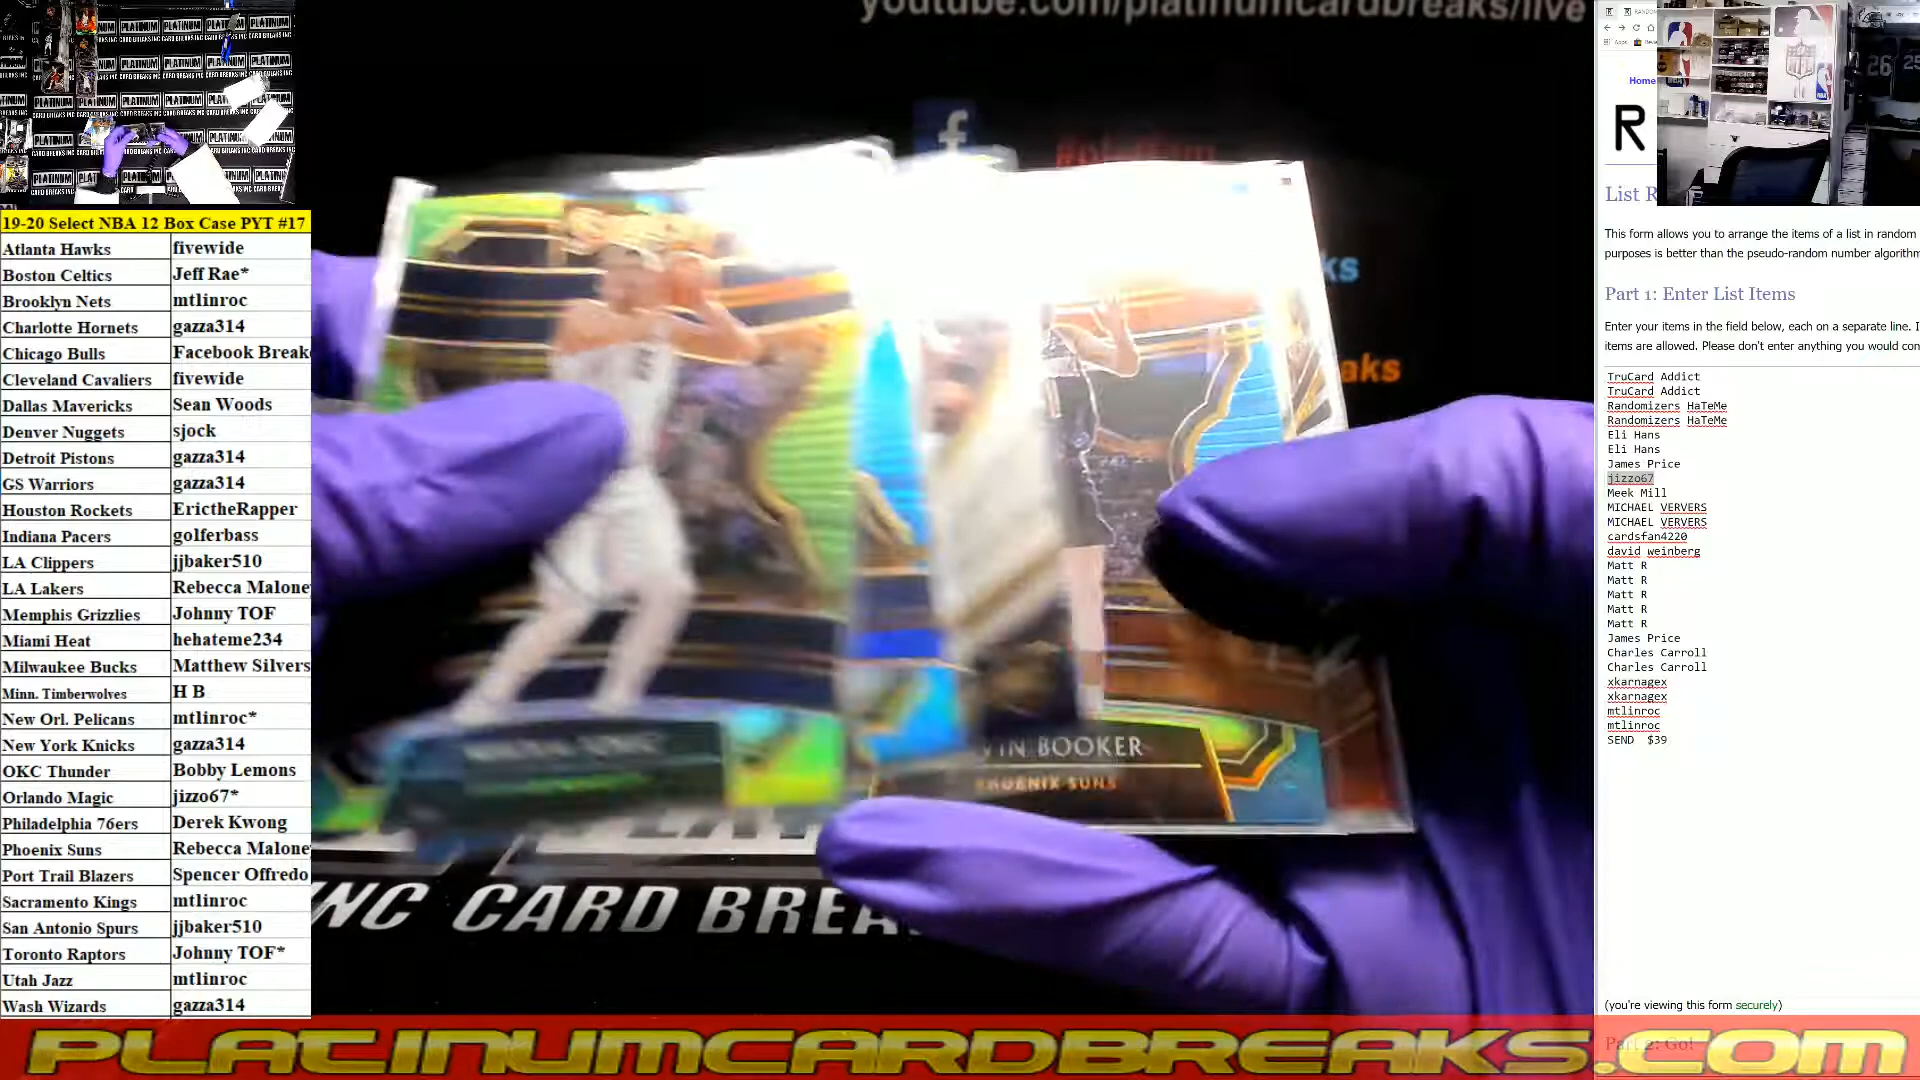 youtube.com/platinumcardbreaks/live
19-20 Select NBA 12 Box Case PYT #17
Atlanta Hawks fivewide
Boston Celtics Jeff Rae*
Brooklyn Nets mtlinroc
Charlotte Hornets gazza314
Chicago Bulls Facebook Break
Cleveland Cavaliers fivewide
Dallas Mavericks Sean Woods
Denver Nuggets sjock
Detroit Pistons gazza314
GS Warriors gazza314
Houston Rockets ErictheRapper
Indiana Pacers golferbass
LA Clippers jjbaker510
LA Lakers Rebecca Malone
Memphis Grizzlies Johnny TOF
Miami Heat hehateme234
Milwaukee Bucks Matthew Silvers
Minn. Timberwolves H B
New Orl. Pelicans mtlinroc*
New York Knicks gazza314
OKC Thunder Bobby Lemons
Orlando Magic jizzo67*
Philadelphia 76ers Derek Kwong
Phoenix Suns Rebecca Malone
Port Trail Blazers Spencer Offredo
Sacramento Kings mtlinroc
San Antonio Spurs jjbaker510
Toronto Raptors Johnny TOF*
Utah Jazz mtlinroc
Wash Wizards gazza314
f
ks
aks
VIN BOOKER
PHOENIX SUNS
INC CARD BREA
Home
R
List R
This form allows you to arrange the items of a list in random
purposes is better than the pseudo-random number algorithm
Part 1: Enter List Items
Enter your items in the field below, each on a separate line. I
items are allowed. Please don't enter anything you would con
TruCard Addict
TruCard Addict
Randomizers HaTeMe
Randomizers HaTeMe
Eli Hans
Eli Hans
James Price
jizzo67
Meek Mill
MICHAEL VERVERS
MICHAEL VERVERS
cardsfan4220
david weinberg
Matt R
Matt R
Matt R
Matt R
Matt R
James Price
Charles Carroll
Charles Carroll
xkarnagex
xkarnagex
mtlinroc
mtlinroc
SEND $39
(you're viewing this form securely)
Part 2: Go!
PLATINUMCARDBREAKS.COM